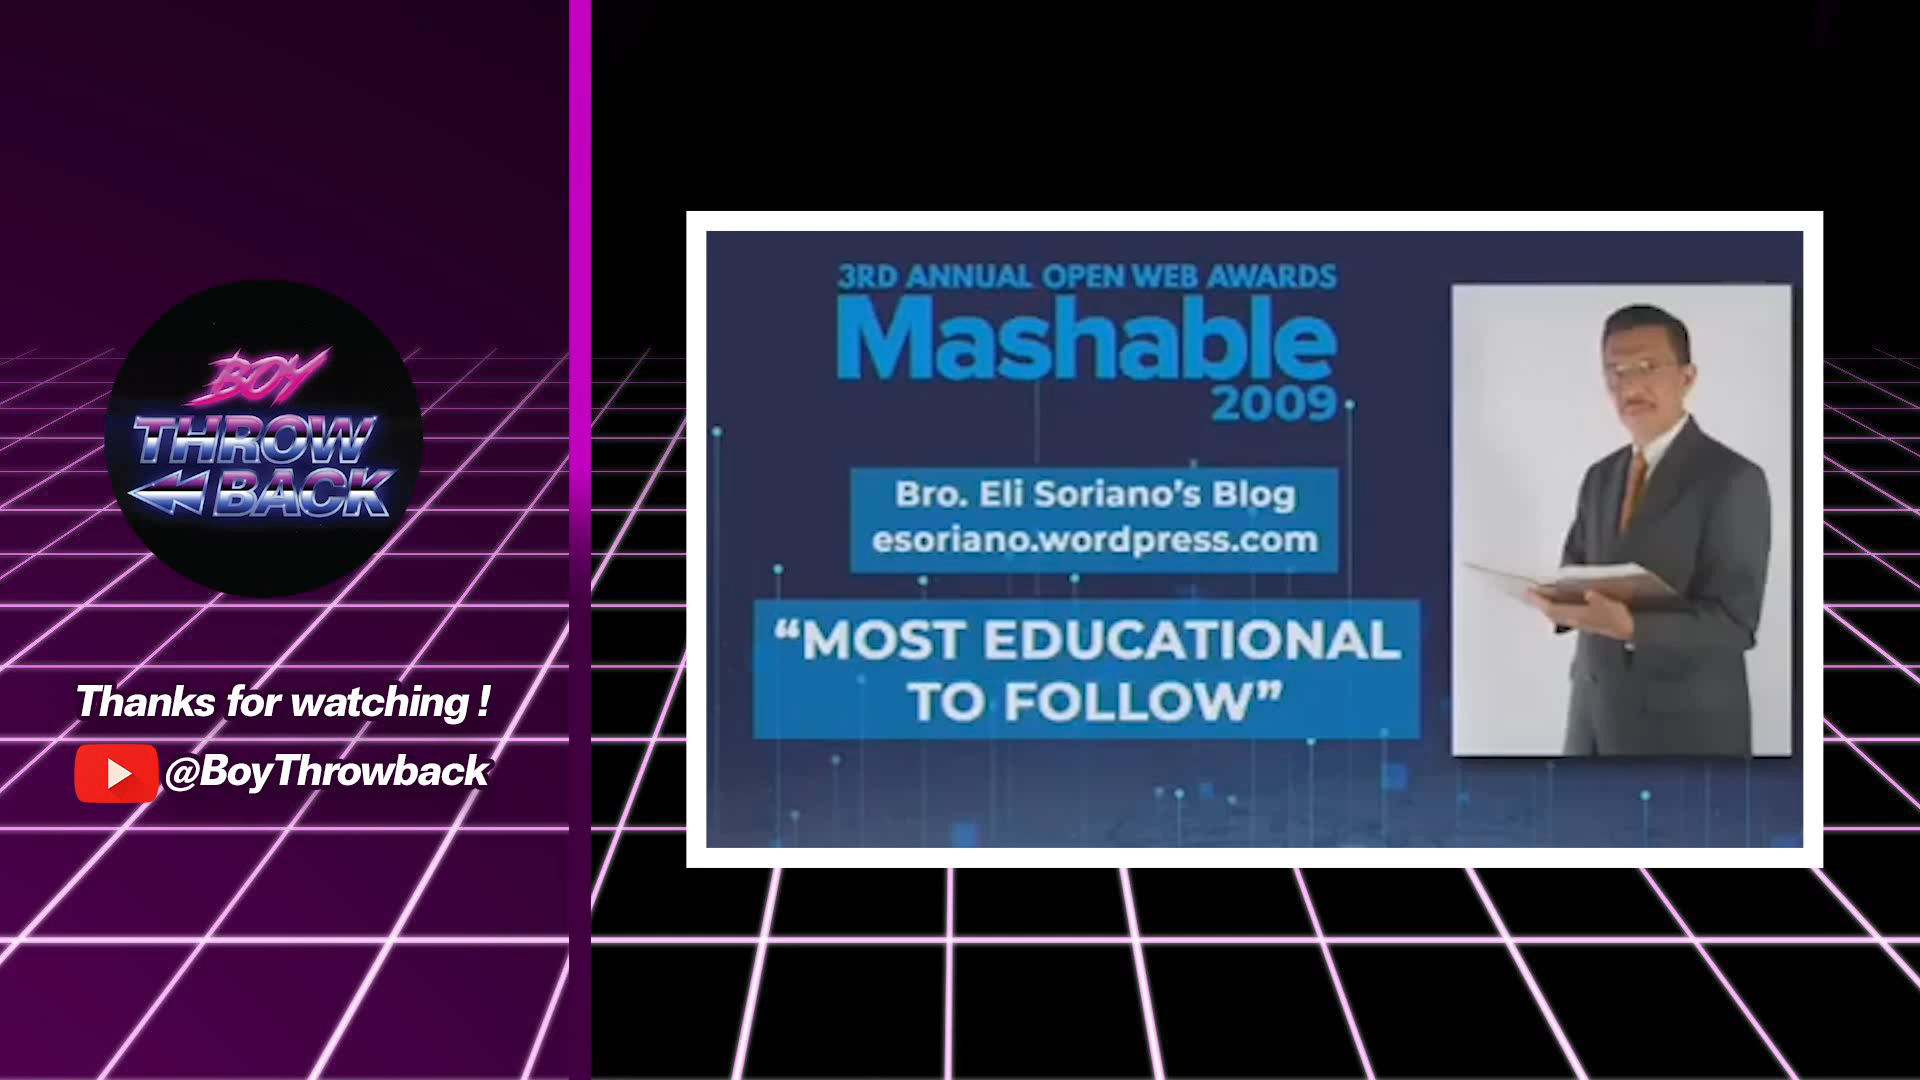 BOY
THROW
BACK
Thanks for watching !
@BoyThrowback
3RD ANNUAL OPEN WEB AWARDS
Mashable
2009
Bro. Eli Soriano’s Blog
esoriano.wordpress.com
“MOST EDUCATIONAL
TO FOLLOW”